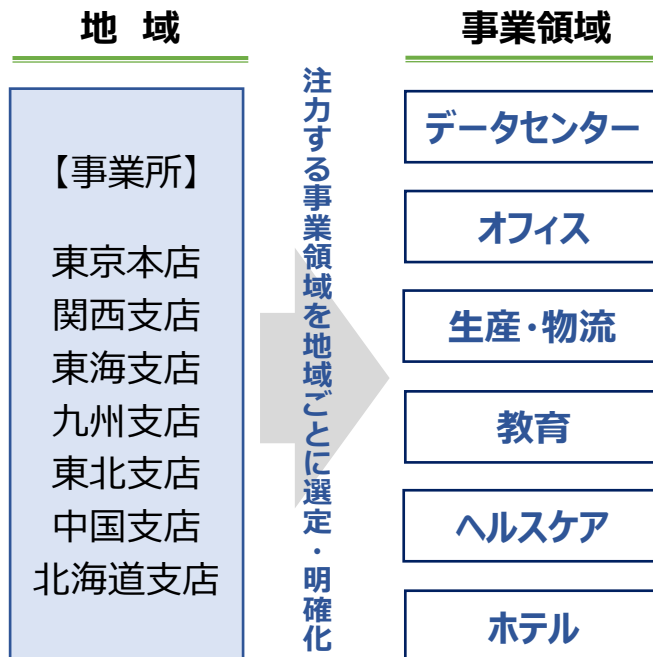 地 域
【事業所】
東京本店
関西支店
東海支店
九州支店
東北支店
中国支店
北海道支店
注力する事業領域を地域ごとに選定・明確化
事業領域
データセンター
オフィス
生産・物流
教育
ヘルスケア
ホテル